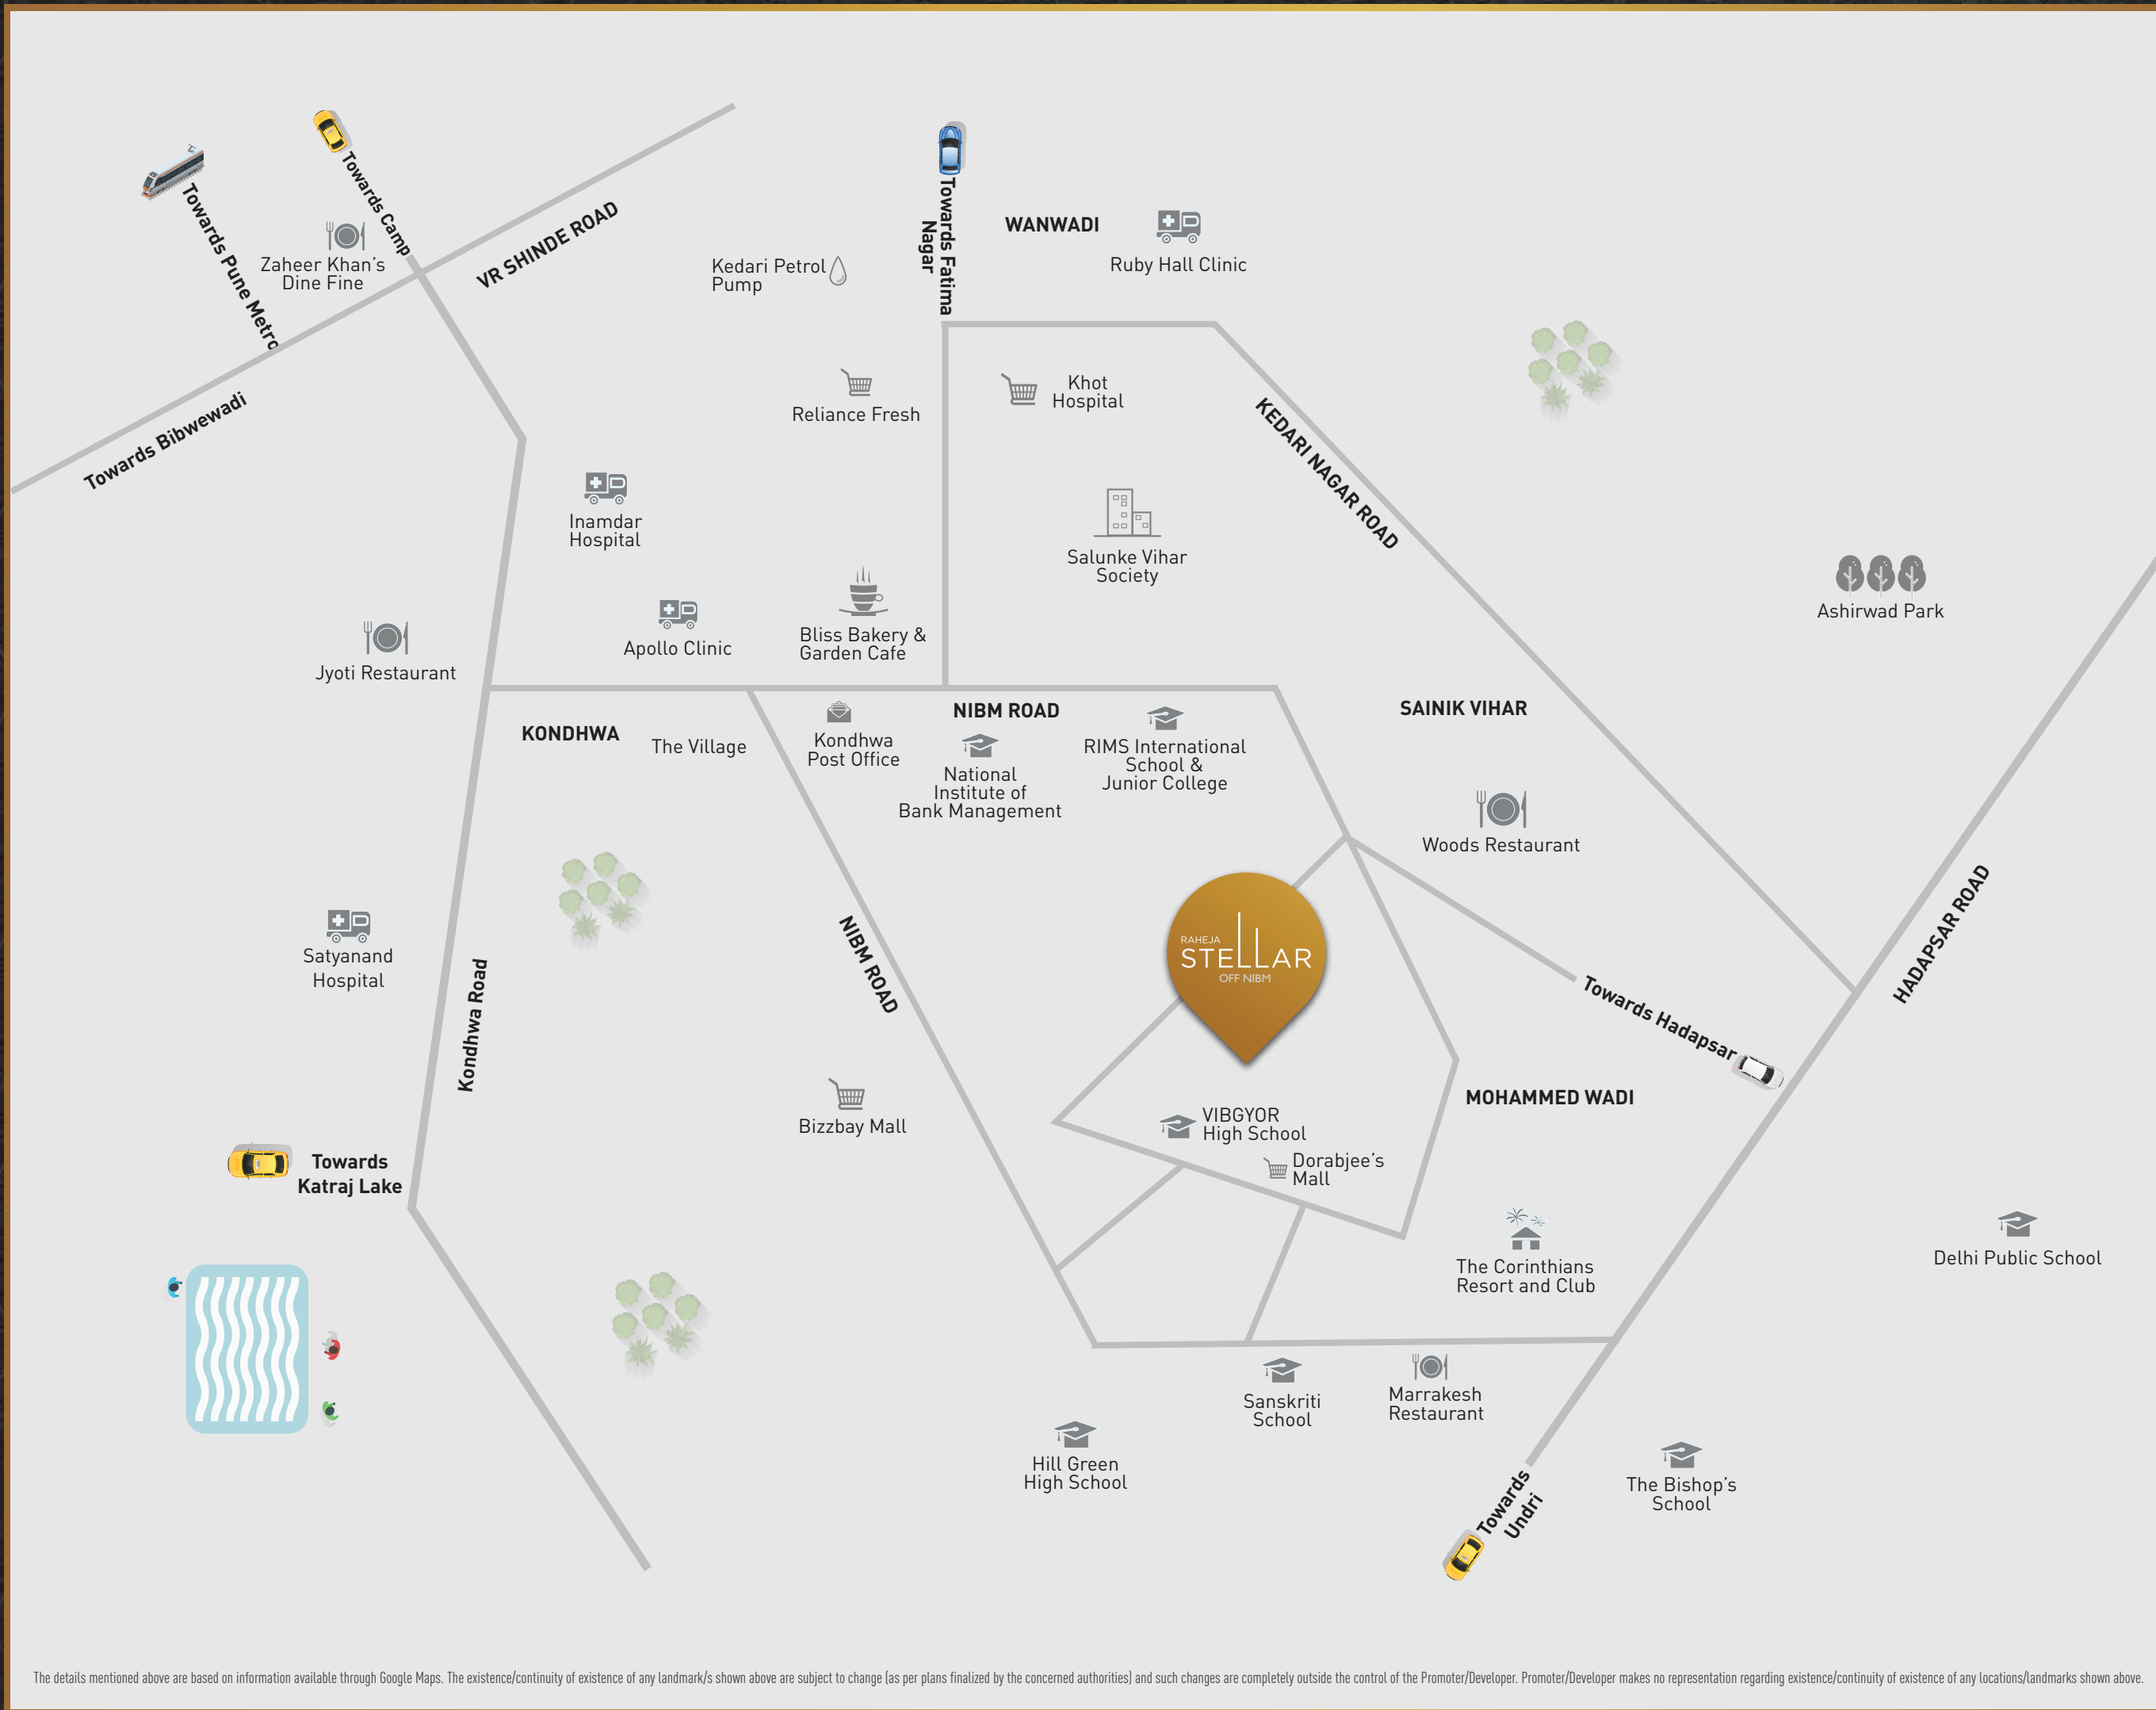 Towards Camp
Towards Pune Metro
Zaheer Khan's
Dine Fine
VR SHINDE ROAD
Towards Bibwewadi
Kedari Petrol
Pump
Towards Fatima
Nagar
WANWADI
Ruby Hall Clinic
Reliance Fresh
Khot
Hospital
KEDARI NAGAR ROAD
Inamdar
Hospital
Salunke Vihar
Society
Ashirwad Park
Jyoti Restaurant
Apollo Clinic
Bliss Bakery &
Garden Cafe
KONDHWA
The Village
Kondhwa
Post Office
NIBM ROAD
National
Institute of
Bank Management
RIMS International
School &
Junior College
SAINIK VIHAR
Woods Restaurant
Satyanand
Hospital
Kondhwa Road
NIBM ROAD
RAHEJA
STELLAR
OFF NIBM
Towards Hadapsar
HADAPSAR ROAD
Bizzbay Mall
VIBGYOR
High School
Dorabjee's
Mall
MOHAMMED WADI
Towards
Katraj Lake
The Corinthians
Resort and Club
Delhi Public School
Sanskriti
School
Marrakesh
Restaurant
Hill Green
High School
Towards
Undri
The Bishop's
School
The details mentioned above are based on information available through Google Maps. The existence/continuity of existence of any landmark/s shown above are subject to change (as per plans finalized by the concerned authorities) and such changes are completely outside the control of the Promoter/Developer. Promoter/Developer makes no representation regarding existence/continuity of existence of any locations/landmarks shown above.